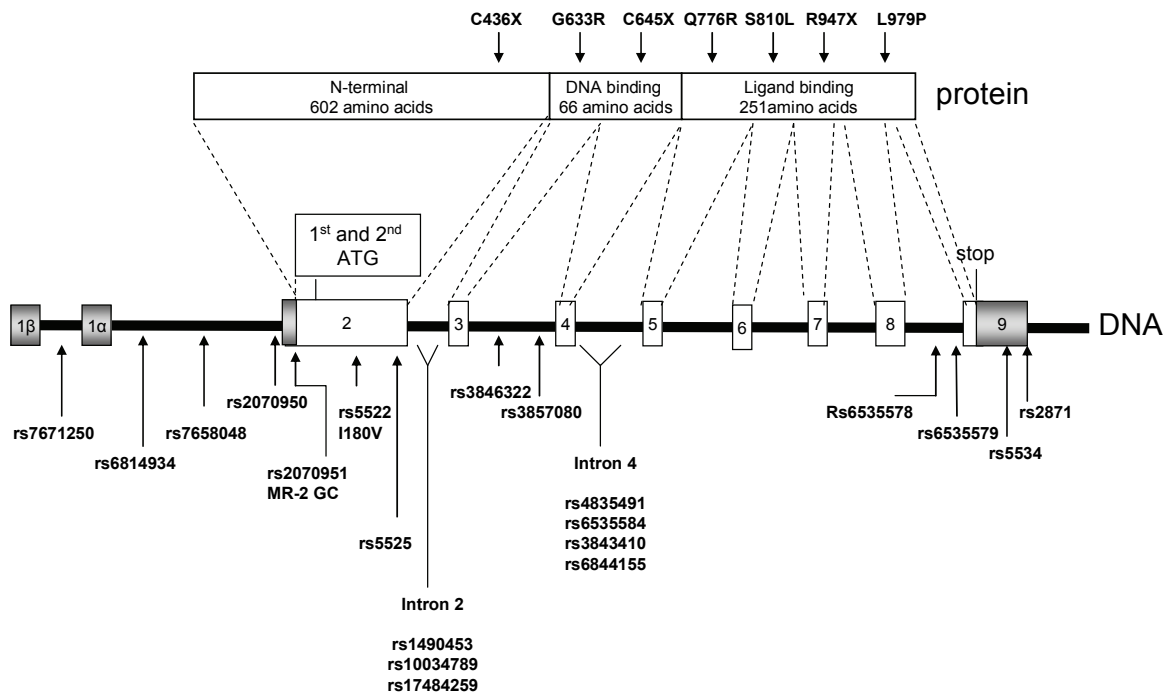 C436X G633R C645X Q776R S810L R947X L979P
N-terminal
602 amino acids
DNA binding
66 amino acids
Ligand binding
251amino acids
protein
1st and 2nd
ATG
stop
1β 1α 2 3 4 5 6 7 8 9 DNA
rs7671250
rs6814934
rs7658048
rs2070950
rs2070951
MR-2 GC
rs5522
I180V
rs5525
rs3846322
rs3857080
Rs6535578
rs6535579
rs5534
rs2871
Intron 4
rs4835491
rs6535584
rs3843410
rs6844155
Intron 2
rs1490453
rs10034789
rs17484259